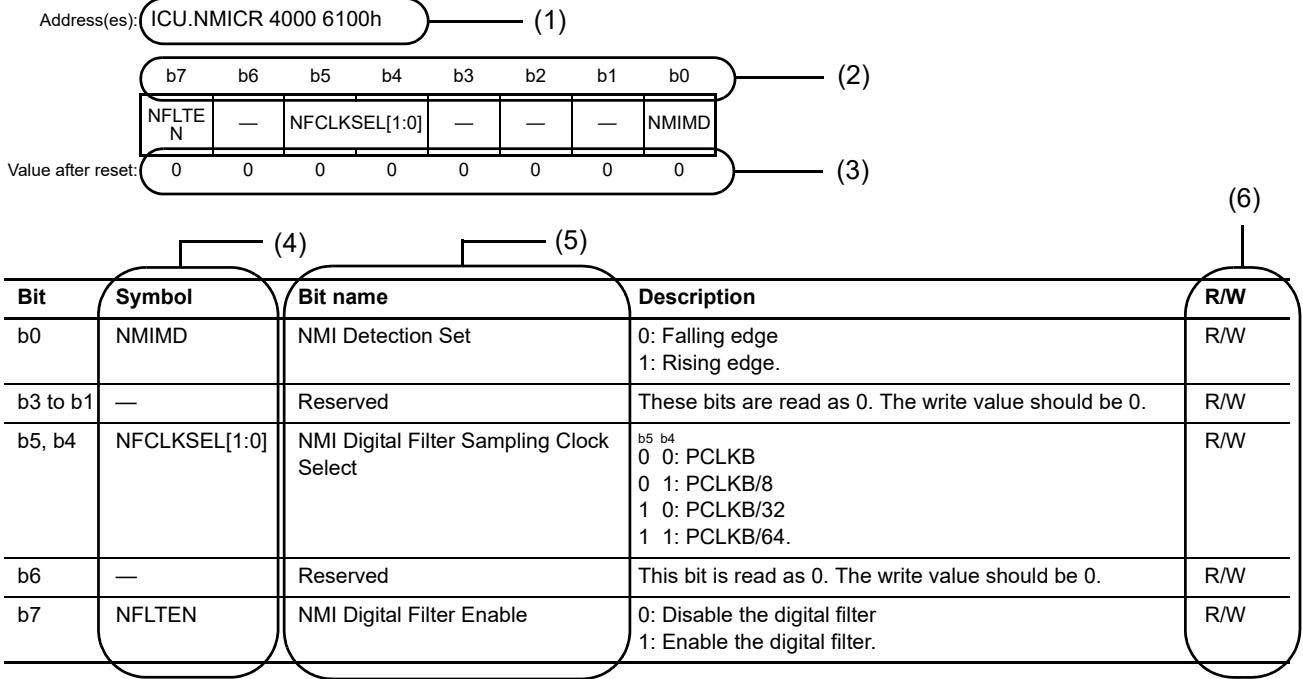 Address(es): ICU.NMICR 4000 6100h (1)
b7 b6 b5 b4 b3 b2 b1 b0 (2)
NFLTE
N — NFCLKSEL[1:0] — — — NMIMD
Value after reset: 0 0 0 0 0 0 0 0 (3)
(6)
(4) (5)
Bit Symbol Bit name Description R/W
b0 NMIMD NMI Detection Set 0: Falling edge R/W
1: Rising edge.
b3 to b1 — Reserved These bits are read as 0. The write value should be 0. R/W
b5, b4 NFCLKSEL[1:0] NMI Digital Filter Sampling Clock b5 b4 R/W
Select 0 0: PCLKB
0 1: PCLKB/8
1 0: PCLKB/32
1 1: PCLKB/64.
b6 — Reserved This bit is read as 0. The write value should be 0. R/W
b7 NFLTEN NMI Digital Filter Enable 0: Disable the digital filter R/W
1: Enable the digital filter.